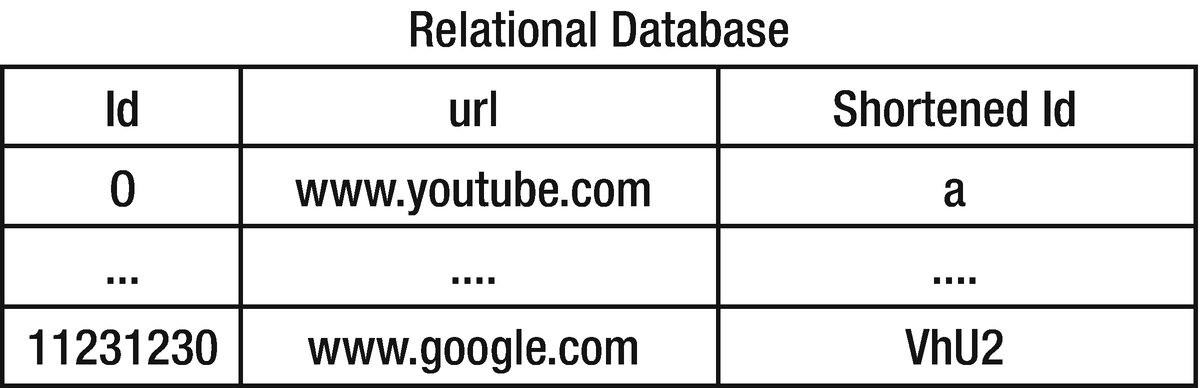 Relational Database
Id url Shortened Id
0 www.youtube.com a
... .... ....
11231230 www.google.com VhU2